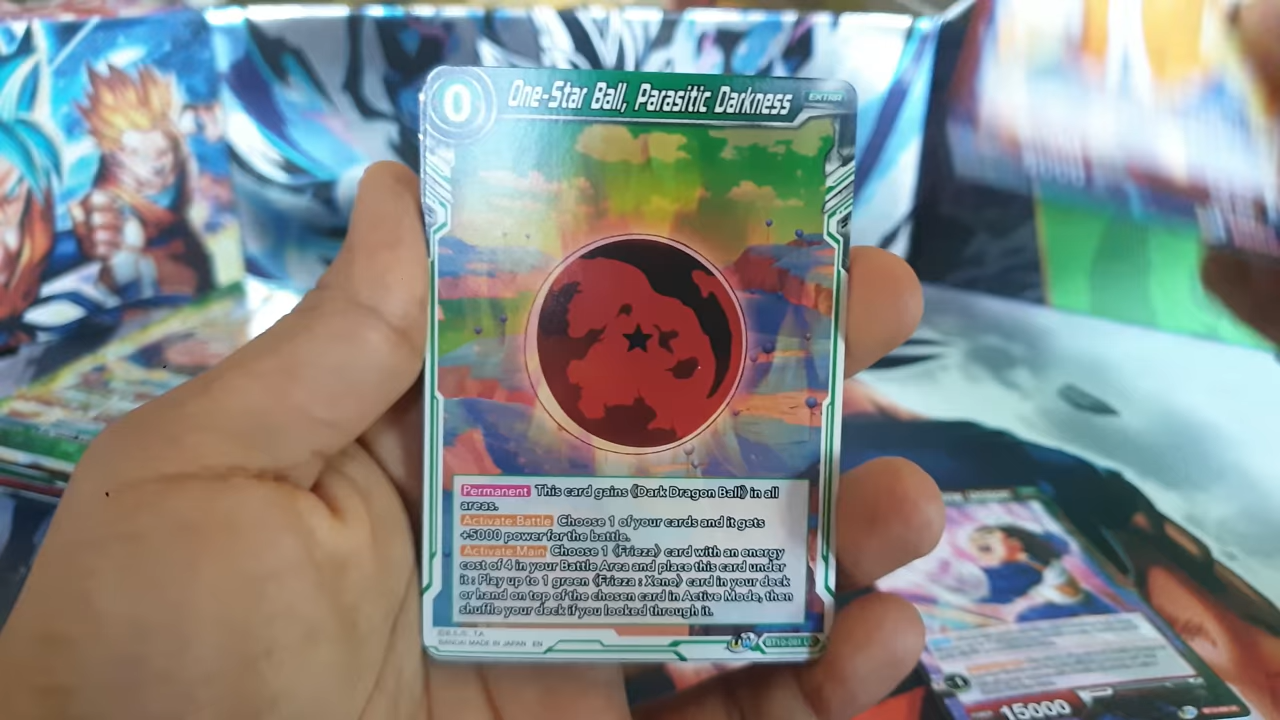 0
One-Star Ball, Parasitic Darkness
EXTRA
Permanent This card gains《Dark Dragon Ball》in all
areas.
Activate:Battle Choose 1 of your cards and it gets
+5000 power for the battle.
Activate:Main Choose 1《Frieza》card with an energy
cost of 4 in your Battle Area and place this card under
it : Play up to 1 green《Frieza : Xeno》card in your deck
or hand on top of the chosen card in Active Mode, then
shuffle your deck if you looked through it.
BANDAI MADE IN JAPAN EN
15000